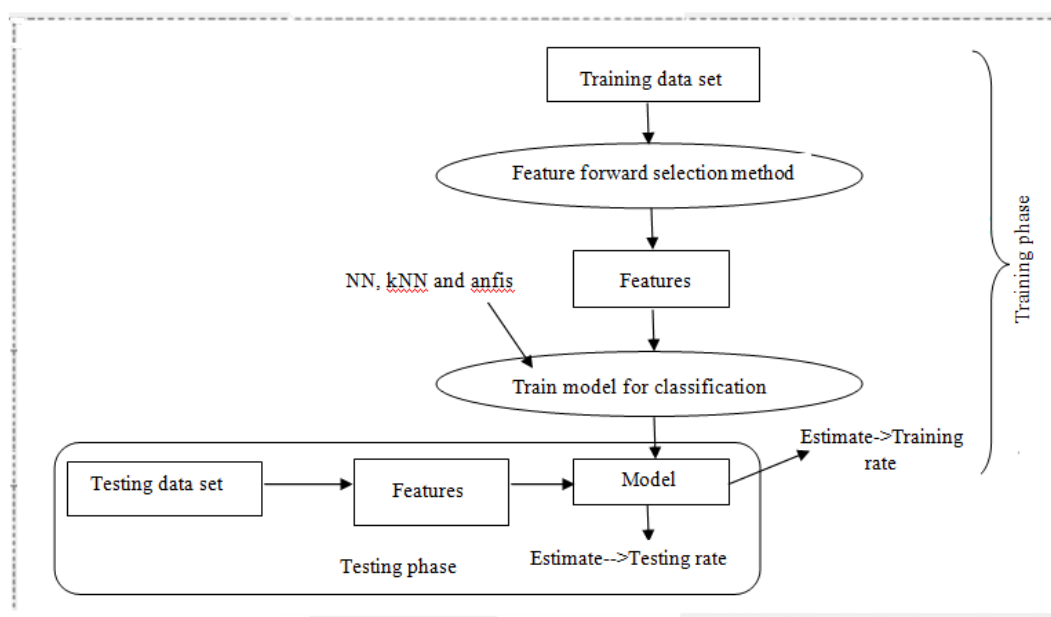 Training data set
Feature forward selection method
Features
NN, kNN and anfis
Train model for classification
Training phase
Estimate->Training
rate
Testing data set
Features
Model
Estimate-->Testing rate
Testing phase